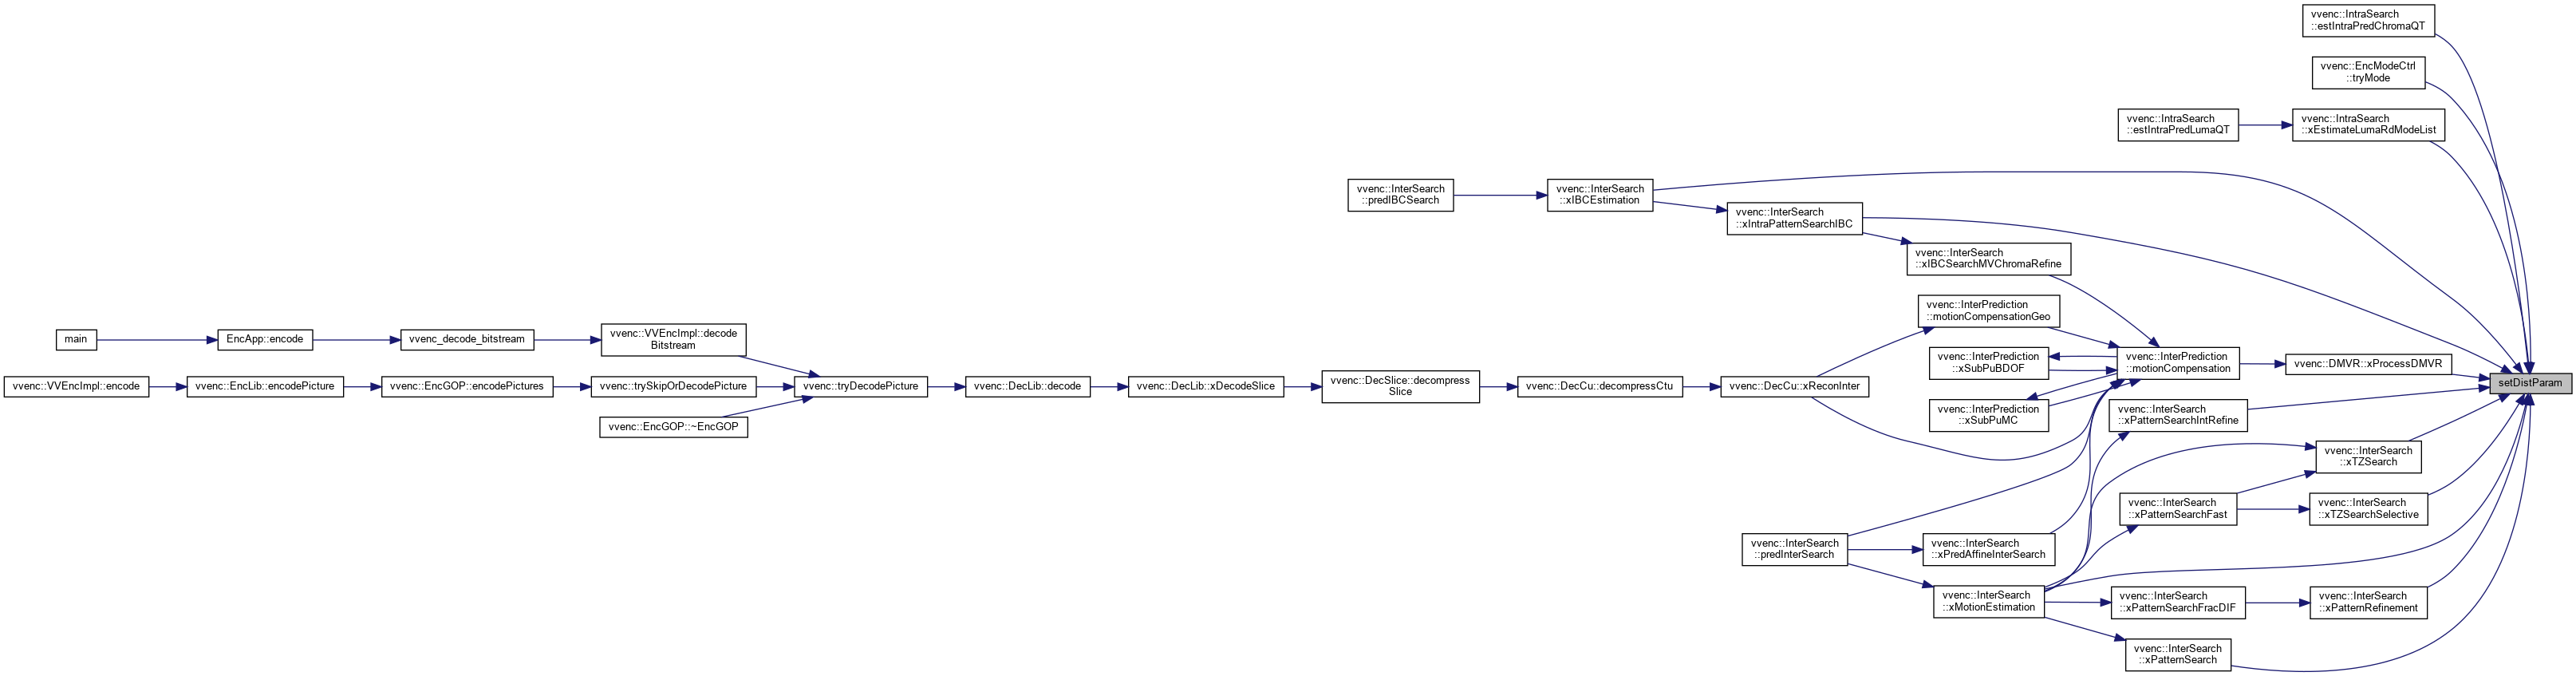 vvenc::IntraSearch
::estIntraPredChromaQT
vvenc::EncModeCtrl
::tryMode
vvenc::IntraSearch
::estIntraPredLumaQT
vvenc::IntraSearch
::xEstimateLumaRdModeList
vvenc::InterSearch
::predIBCSearch
vvenc::InterSearch
::xIBCEstimation
vvenc::InterSearch
::xIntraPatternSearchIBC
vvenc::InterSearch
::xIBCSearchMVChromaRefine
vvenc::InterPrediction
::motionCompensationGeo
main
EncApp::encode
vvenc_decode_bitstream
vvenc::VVEncImpl::decode
Bitstream
vvenc::InterPrediction
::xSubPuBDOF
vvenc::InterPrediction
::motionCompensation
vvenc::DMVR::xProcessDMVR
setDistParam
vvenc::VVEncImpl::encode
vvenc::EncLib::encodePicture
vvenc::EncGOP::encodePictures
vvenc::trySkipOrDecodePicture
vvenc::tryDecodePicture
vvenc::DecLib::decode
vvenc::DecLib::xDecodeSlice
vvenc::DecSlice::decompress
Slice
vvenc::DecCu::decompressCtu
vvenc::DecCu::xReconInter
vvenc::InterPrediction
::xSubPuMC
vvenc::InterSearch
::xPatternSearchIntRefine
vvenc::EncGOP::~EncGOP
vvenc::InterSearch
::xTZSearch
vvenc::InterSearch
::xPatternSearchFast
vvenc::InterSearch
::xTZSearchSelective
vvenc::InterSearch
::predInterSearch
vvenc::InterSearch
::xPredAffineInterSearch
vvenc::InterSearch
::xMotionEstimation
vvenc::InterSearch
::xPatternSearchFracDIF
vvenc::InterSearch
::xPatternRefinement
vvenc::InterSearch
::xPatternSearch